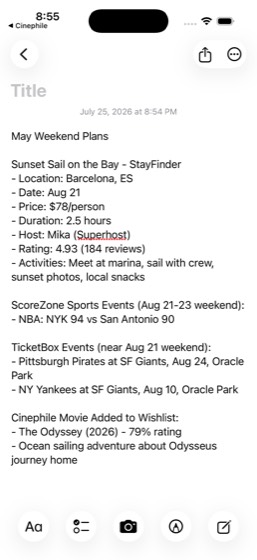 8:55
◀ Cinephile
Title
July 25, 2026 at 8:54 PM
May Weekend Plans
Sunset Sail on the Bay - StayFinder
- Location: Barcelona, ES
- Date: Aug 21
- Price: $78/person
- Duration: 2.5 hours
- Host: Mika (Superhost)
- Rating: 4.93 (184 reviews)
- Activities: Meet at marina, sail with crew,
sunset photos, local snacks
ScoreZone Sports Events (Aug 21-23 weekend):
- NBA: NYK 94 vs San Antonio 90
TicketBox Events (near Aug 21 weekend):
- Pittsburgh Pirates at SF Giants, Aug 24, Oracle
Park
- NY Yankees at SF Giants, Aug 10, Oracle Park
Cinephile Movie Added to Wishlist:
- The Odyssey (2026) - 79% rating
- Ocean sailing adventure about Odysseus
journey home
Aa